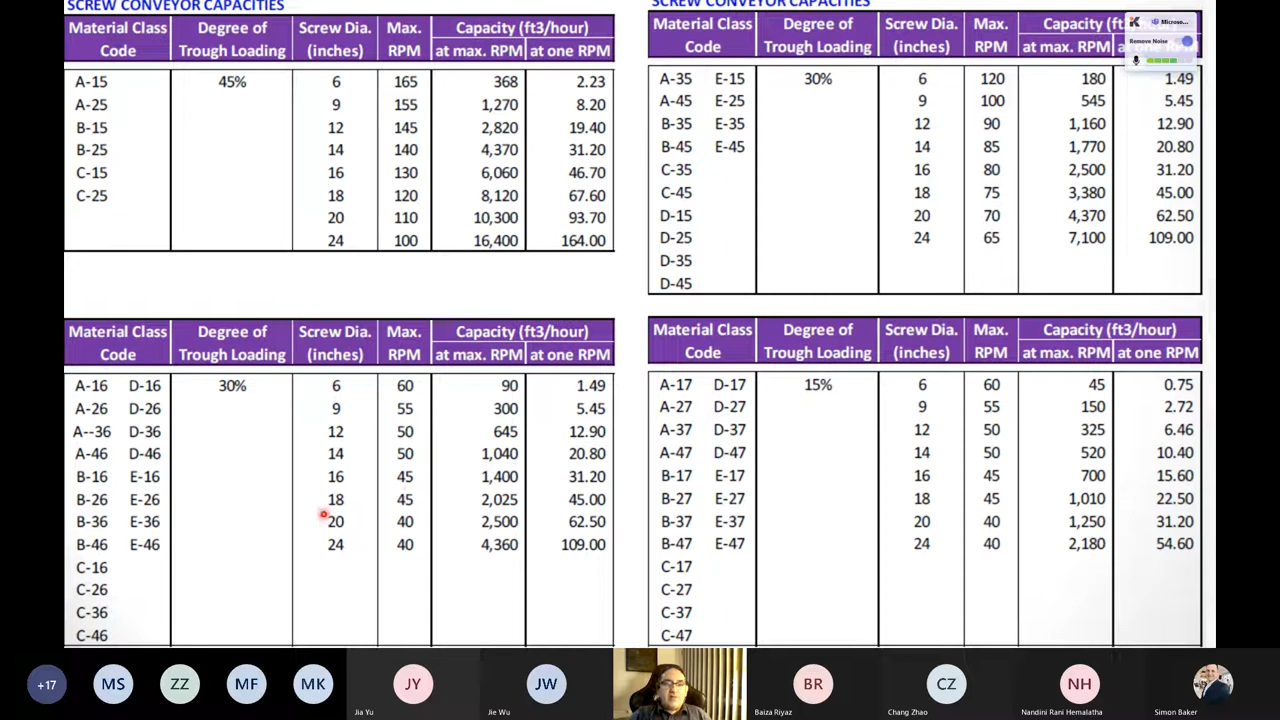 SCREW CONVEYOR CAPACITIES
Material Class Code Degree of Trough Loading Screw Dia. (inches) Max. RPM Capacity (ft3/hour) at max. RPM at one RPM
A-15 45% 6 165 368 2.23
A-25 9 155 1,270 8.20
B-15 12 145 2,820 19.40
B-25 14 140 4,370 31.20
C-15 16 130 6,060 46.70
C-25 18 120 8,120 67.60
20 110 10,300 93.70
24 100 16,400 164.00
SCREW CONVEYOR CAPACITIES
Material Class Code Degree of Trough Loading Screw Dia. (inches) Max. RPM Capacity (ft3/hour) at max. RPM at one RPM
A-35 E-15 30% 6 120 180 1.49
A-45 E-25 9 100 545 5.45
B-35 E-35 12 90 1,160 12.90
B-45 E-45 14 85 1,770 20.80
C-35 16 80 2,500 31.20
C-45 18 75 3,380 45.00
D-15 20 70 4,370 62.50
D-25 24 65 7,100 109.00
D-35
D-45
K Microso...
Remove Noise
Material Class Code Degree of Trough Loading Screw Dia. (inches) Max. RPM Capacity (ft3/hour) at max. RPM at one RPM
A-16 D-16 30% 6 60 90 1.49
A-26 D-26 9 55 300 5.45
A--36 D-36 12 50 645 12.90
A-46 D-46 14 50 1,040 20.80
B-16 E-16 16 45 1,400 31.20
B-26 E-26 18 45 2,025 45.00
B-36 E-36 20 40 2,500 62.50
B-46 E-46 24 40 4,360 109.00
C-16
C-26
C-36
C-46
Material Class Code Degree of Trough Loading Screw Dia. (inches) Max. RPM Capacity (ft3/hour) at max. RPM at one RPM
A-17 D-17 15% 6 60 45 0.75
A-27 D-27 9 55 150 2.72
A-37 D-37 12 50 325 6.46
A-47 D-47 14 50 520 10.40
B-17 E-17 16 45 700 15.60
B-27 E-27 18 45 1,010 22.50
B-37 E-37 20 40 1,250 31.20
B-47 E-47 24 40 2,180 54.60
C-17
C-27
C-37
C-47
+17 MS ZZ MF MK JY JW BR CZ NH
Jia Yu Jie Wu Baiza Riyaz Chang Zhao Nandini Rani Hemalatha Simon Baker